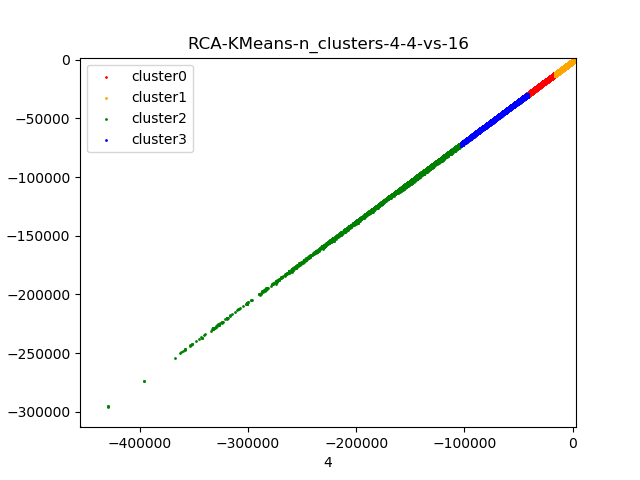 RCA-KMeans-n_clusters-4-4-vs-16
0
−50000
−100000
−150000
−200000
−250000
−300000
cluster0
cluster1
cluster2
cluster3
−400000 −300000 −200000 −100000 0
4